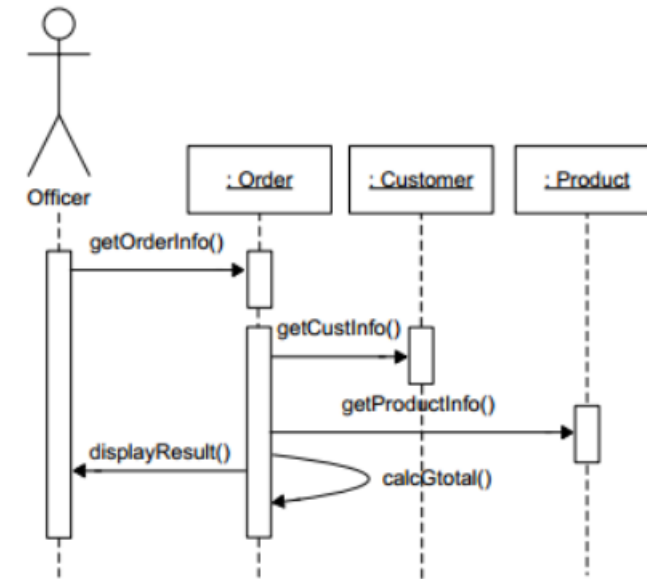 Officer
: Order
: Customer
: Product
getOrderInfo()
getCustInfo()
getProductInfo()
displayResult()
calcGtotal()